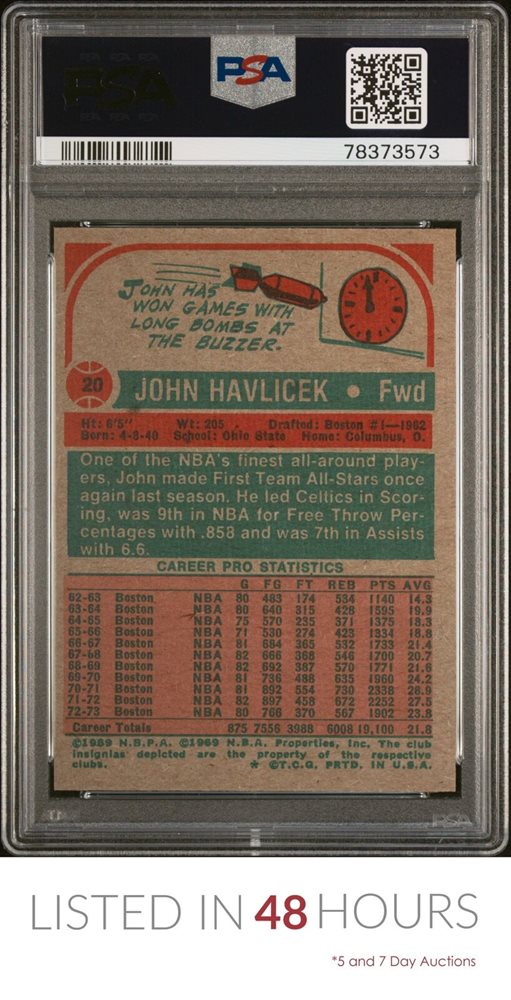 PSA
78373573
JOHN HAS
WON GAMES WITH
LONG BOMBS AT
THE BUZZER.
20 JOHN HAVLICEK • Fwd
Ht: 6'5" Wt: 205 . Drafted: Boston #1—1962
Born: 4-8-40 School: Ohio State Home: Columbus, O.
One of the NBA's finest all-around play-
ers, John made First Team All-Stars once
again last season. He led Celtics in Scor-
ing, was 9th in NBA for Free Throw Per-
centages with .858 and was 7th in Assists
with 6.6.
CAREER PRO STATISTICS
G FG FT REB PTS AVG
62-63 Boston NBA 80 483 174 534 1140 14.3
63-64 Boston NBA 80 640 315 428 1595 19.9
64-65 Boston NBA 75 570 235 371 1375 18.3
65-66 Boston NBA 71 530 274 423 1334 18.8
66-67 Boston NBA 81 684 365 532 1733 21.4
67-68 Boston NBA 82 666 368 546 1700 20.7
68-69 Boston NBA 82 692 387 570 1771 21.6
69-70 Boston NBA 81 736 488 635 1960 24.2
70-71 Boston NBA 81 892 554 730 2338 28.9
71-72 Boston NBA 82 897 458 672 2252 27.5
72-73 Boston NBA 80 766 370 567 1902 23.8
Career Totals 875 7556 3988 6008 19,100 21.8
©1989 N.B.P.A. ©1969 N.B.A. Properties, Inc. The club
insignias depicted are the property of the respective
clubs. * ©T.C.G. PRTD. IN U.S.A.
PSA
LISTED IN 48 HOURS
*5 and 7 Day Auctions